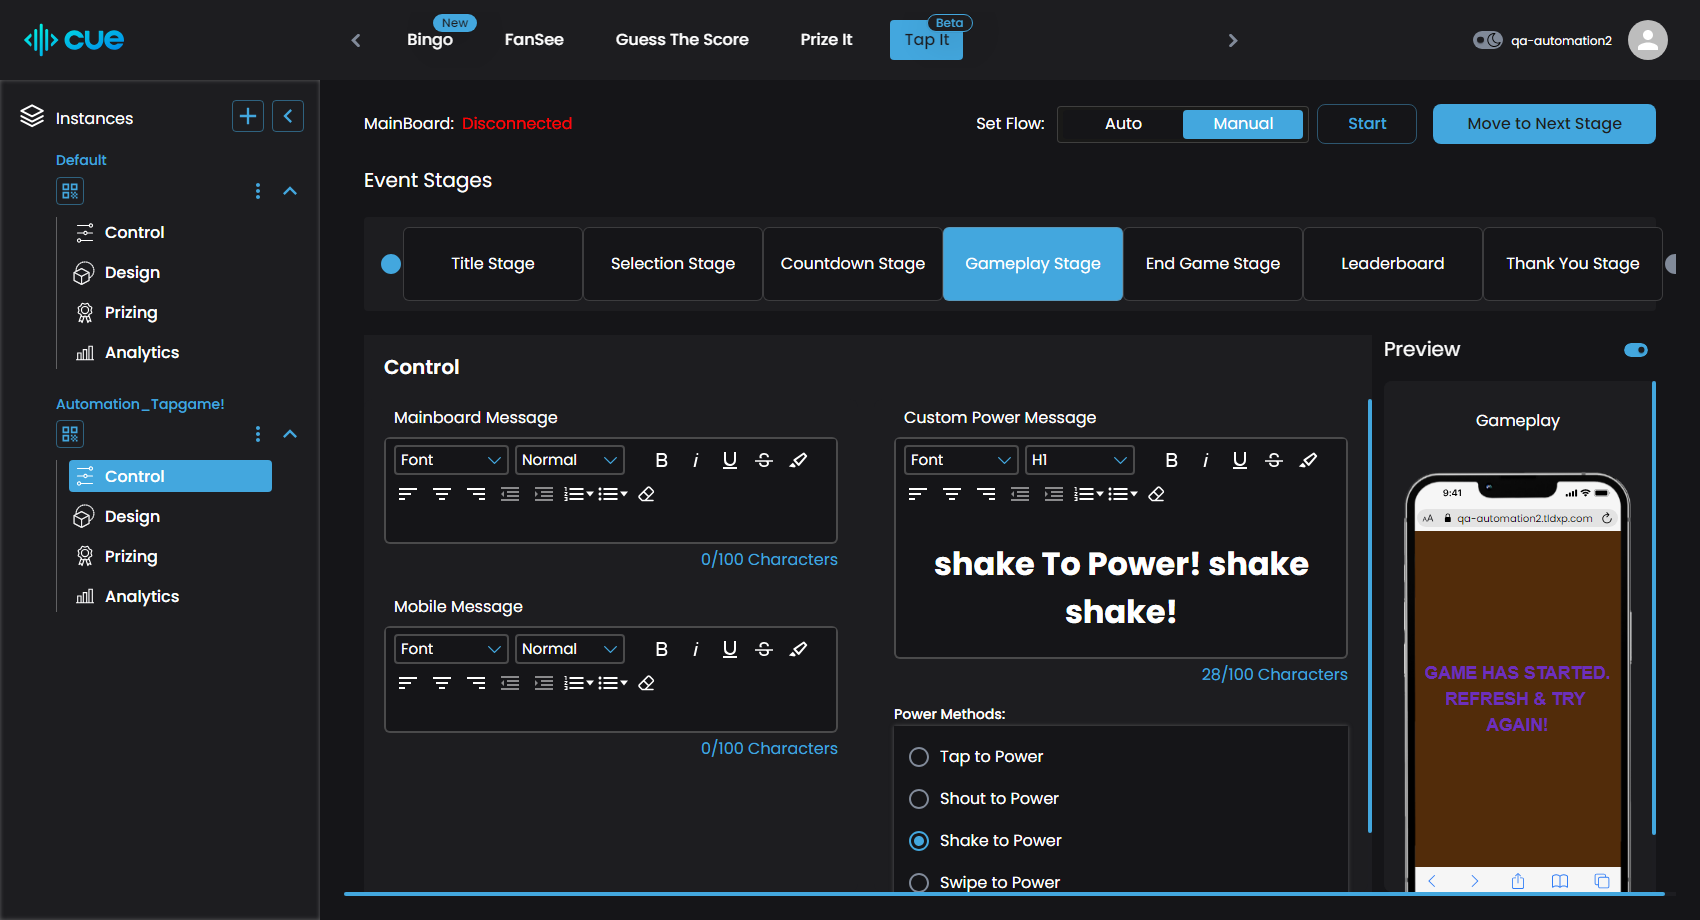 cue
New
Bingo
FanSee
Guess The Score
Prize It
Beta
Tap It
qa-automation2
Instances
Default
Control
Design
Prizing
Analytics
Automation_Tapgame!
Control
Design
Prizing
Analytics
MainBoard: Disconnected
Set Flow:
Auto
Manual
Start
Move to Next Stage
Event Stages
Title Stage
Selection Stage
Countdown Stage
Gameplay Stage
End Game Stage
Leaderboard
Thank You Stage
Control
Mainboard Message
Font
Normal
B i U S
0/100 Characters
Mobile Message
Font
Normal
B i U S
0/100 Characters
Custom Power Message
Font
H1
B i U S
shake To Power! shake
shake!
28/100 Characters
Power Methods:
Tap to Power
Shout to Power
Shake to Power
Swipe to Power
Preview
Gameplay
9:41
AA qa-automation2.tldxp.com
GAME HAS STARTED.
REFRESH & TRY
AGAIN!